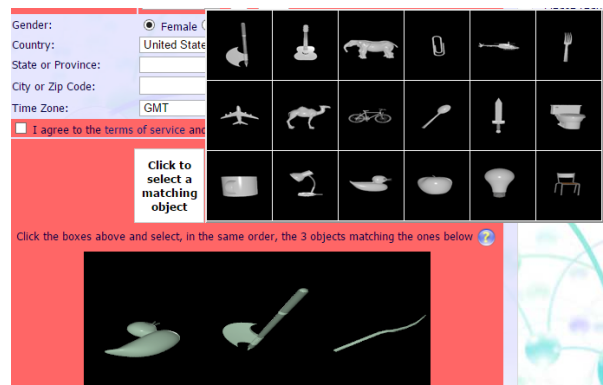 Gender:
Female
Country:
United State
State or Province:
City or Zip Code:
Time Zone:
GMT
I agree to the terms of service and
Click to
select a
matching
object
Click the boxes above and select, in the same order, the 3 objects matching the ones below
?